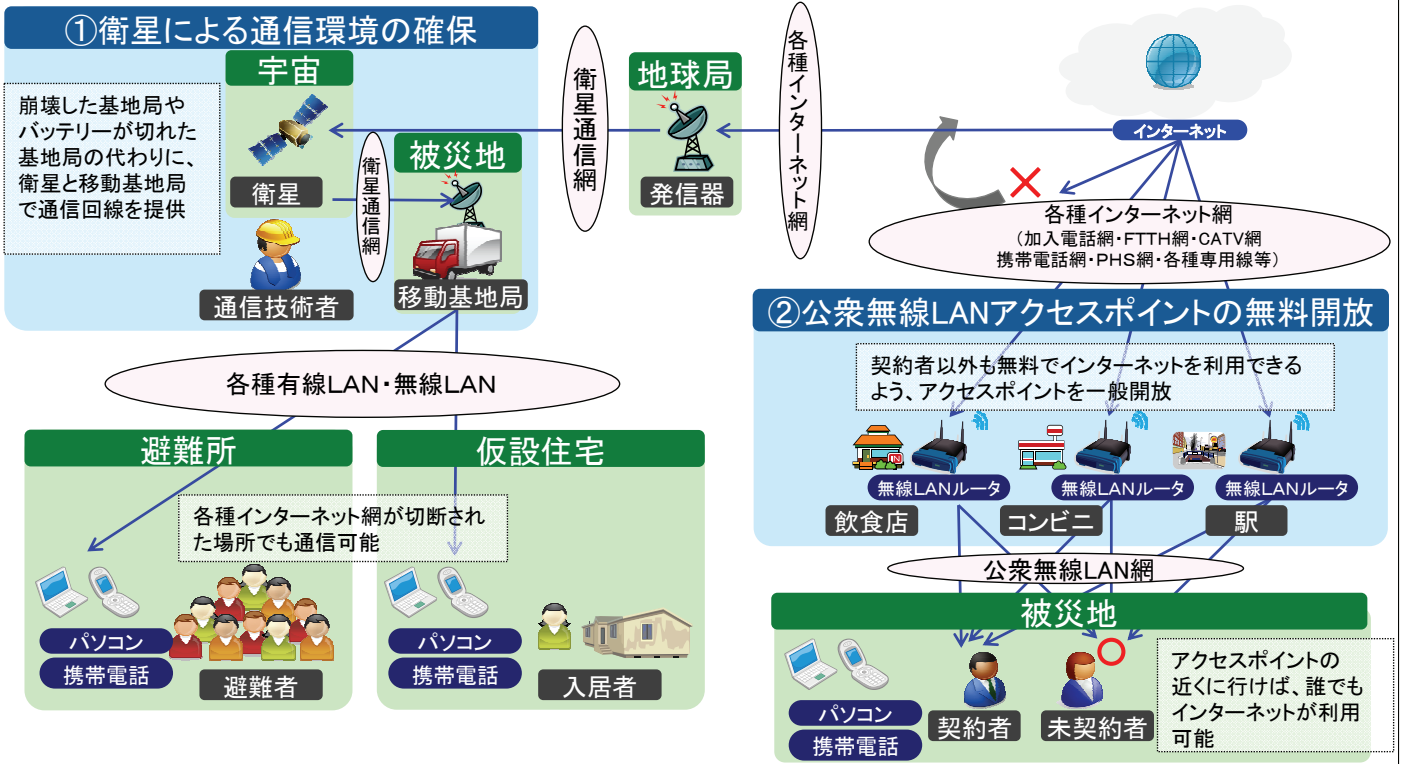 ①衛星による通信環境の確保
宇宙
崩壊した基地局や
バッテリーが切れた
基地局の代わりに、
衛星と移動基地局
で通信回線を提供
衛星
通信技術者
衛星通信網
被災地
移動基地局
衛星通信網
地球局
発信器
各種インターネット網
インターネット
各種インターネット網
（加入電話網・FTTH網・CATV網
携帯電話網・PHS網・各種専用線等）
②公衆無線LANアクセスポイントの無料開放
契約者以外も無料でインターネットを利用できる
よう、アクセスポイントを一般開放
無線LANルータ
無線LANルータ
無線LANルータ
飲食店
コンビニ
駅
公衆無線LAN網
被災地
パソコン
携帯電話
契約者
未契約者
アクセスポイントの
近くに行けば、誰でも
インターネットが利用
可能
各種有線LAN・無線LAN
避難所
仮設住宅
各種インターネット網が切断され
た場所でも通信可能
パソコン
携帯電話
避難者
パソコン
携帯電話
入居者